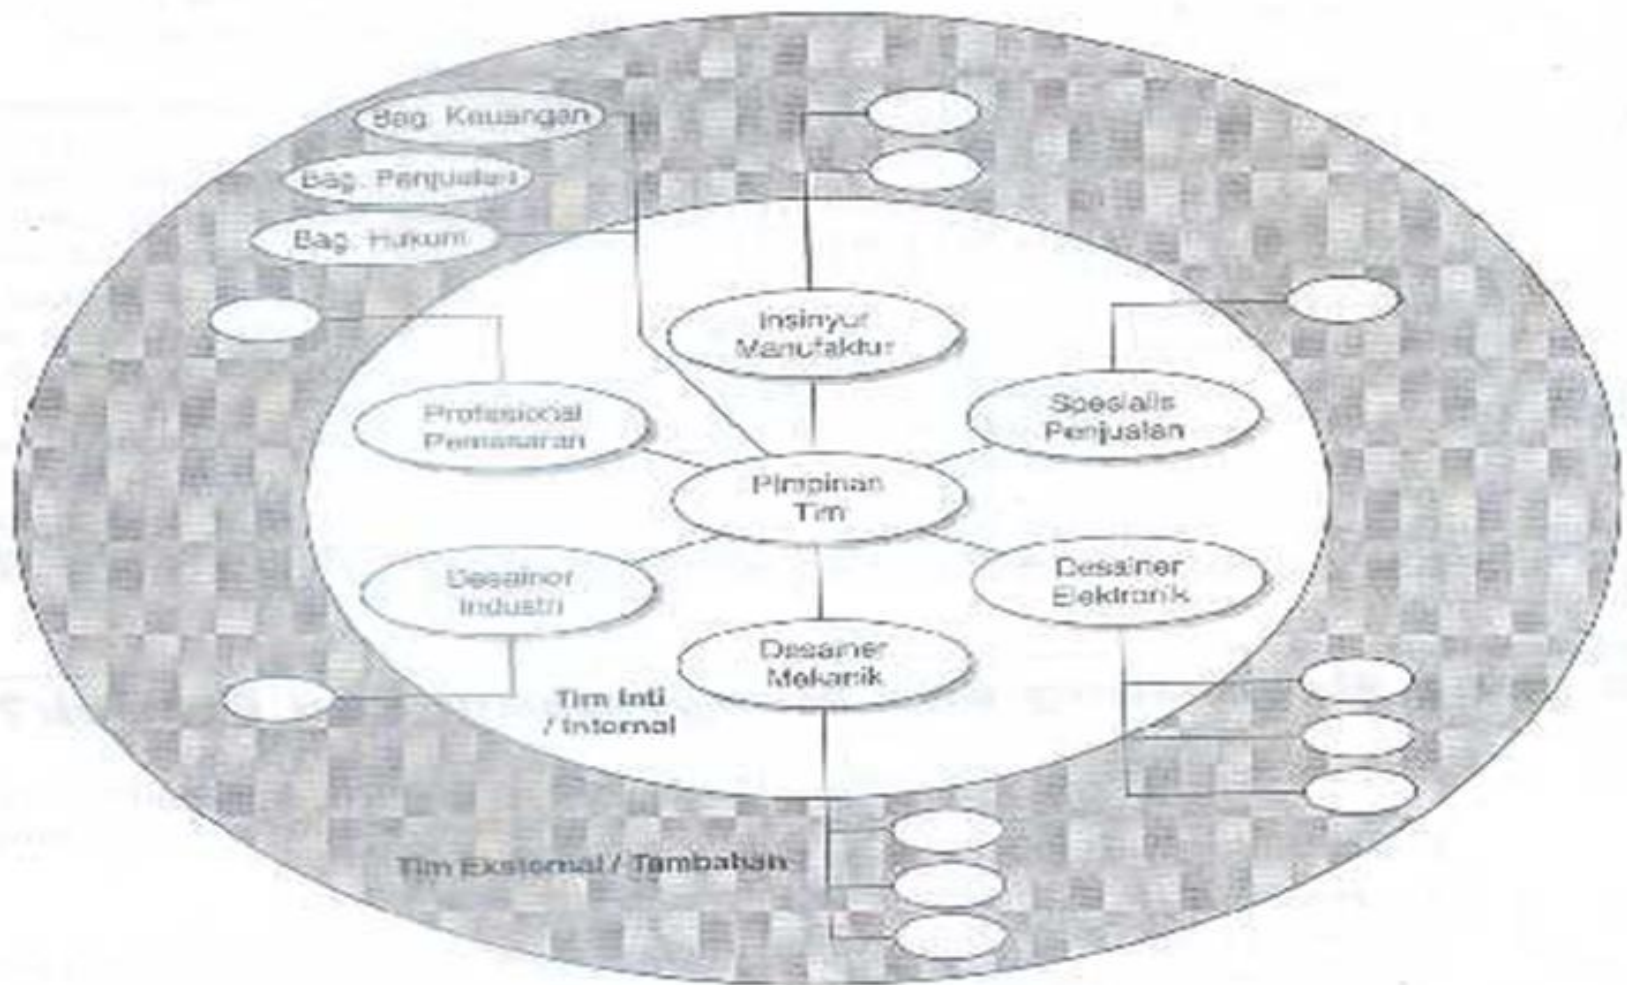 Bag. Keuangan
Bag. Penjualan
Bag. Hukum
Insinyur
Manufaktur
Profesional
Pemasaran
Spesialis
Penjualan
Pimpinan
Tim
Desainer
Industri
Desainer
Elektronik
Desainer
Mekanik
Tim Inti
/ Internal
Tim Eksternal / Tambahan